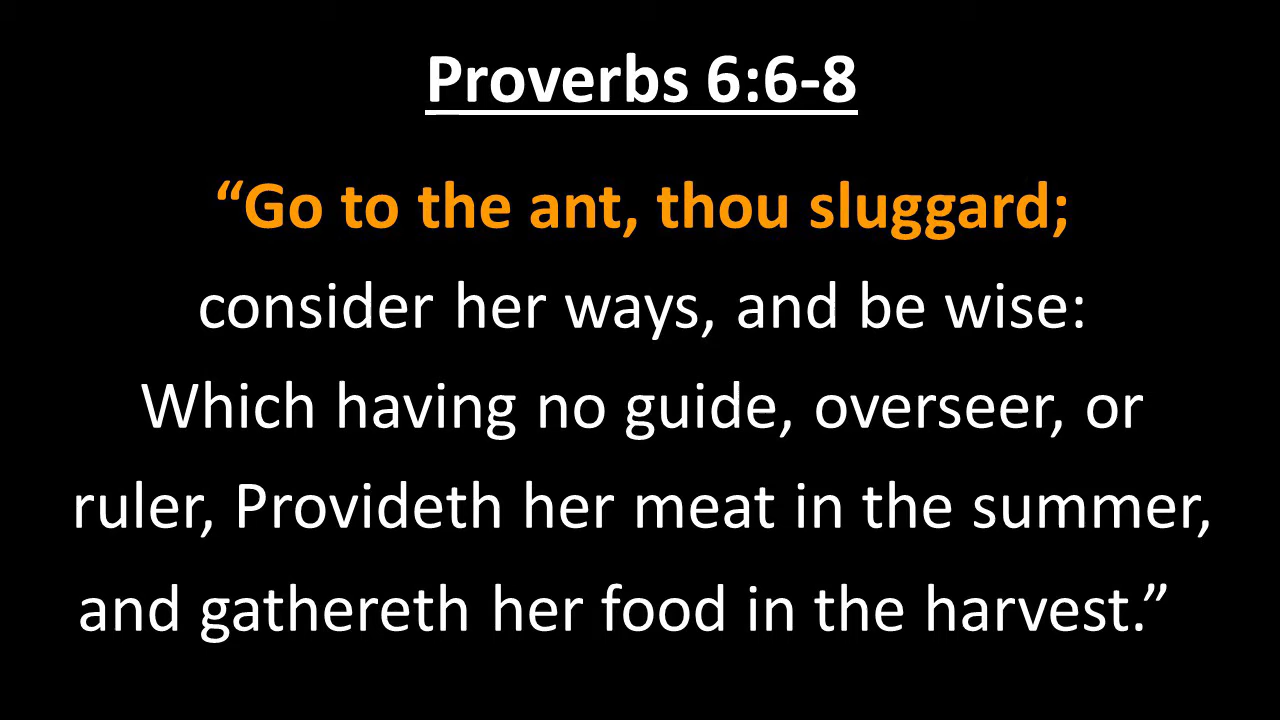 Proverbs 6:6-8
“Go to the ant, thou sluggard;
consider her ways, and be wise:
Which having no guide, overseer, or
ruler, Provideth her meat in the summer,
and gathereth her food in the harvest.”